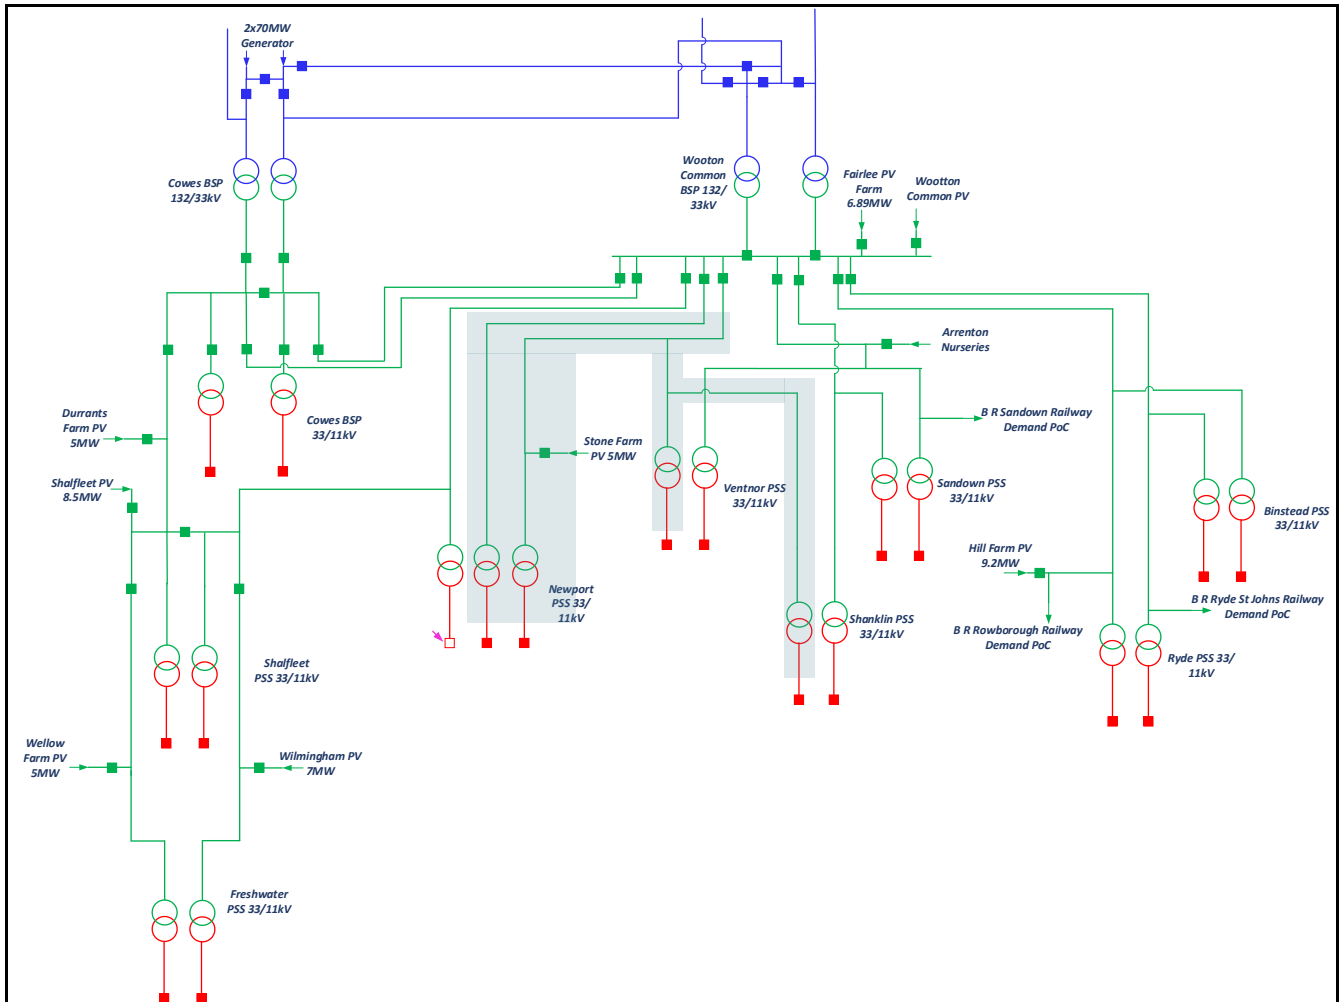 2x70MW
Generator
Cowes BSP
132/33kV
Wooton
Common
BSP 132/
33kV
Fairlee PV
Farm
6.89MW
Wootton
Common PV
Arrenton
Nurseries
Durrants
Farm PV
5MW
Cowes BSP
33/11kV
B R Sandown Railway
Demand PoC
Stone Farm
PV 5MW
Shalfleet PV
8.5MW
Ventnor PSS
33/11kV
Sandown PSS
33/11kV
Binstead PSS
33/11kV
Hill Farm PV
9.2MW
Newport
PSS 33/
11kV
B R Ryde St Johns Railway
Demand PoC
Shanklin PSS
33/11kV
B R Rowborough Railway
Demand PoC
Shalfleet
PSS 33/11kV
Ryde PSS 33/
11kV
Wellow
Farm PV
5MW
Wilmingham PV
7MW
Freshwater
PSS 33/11kV